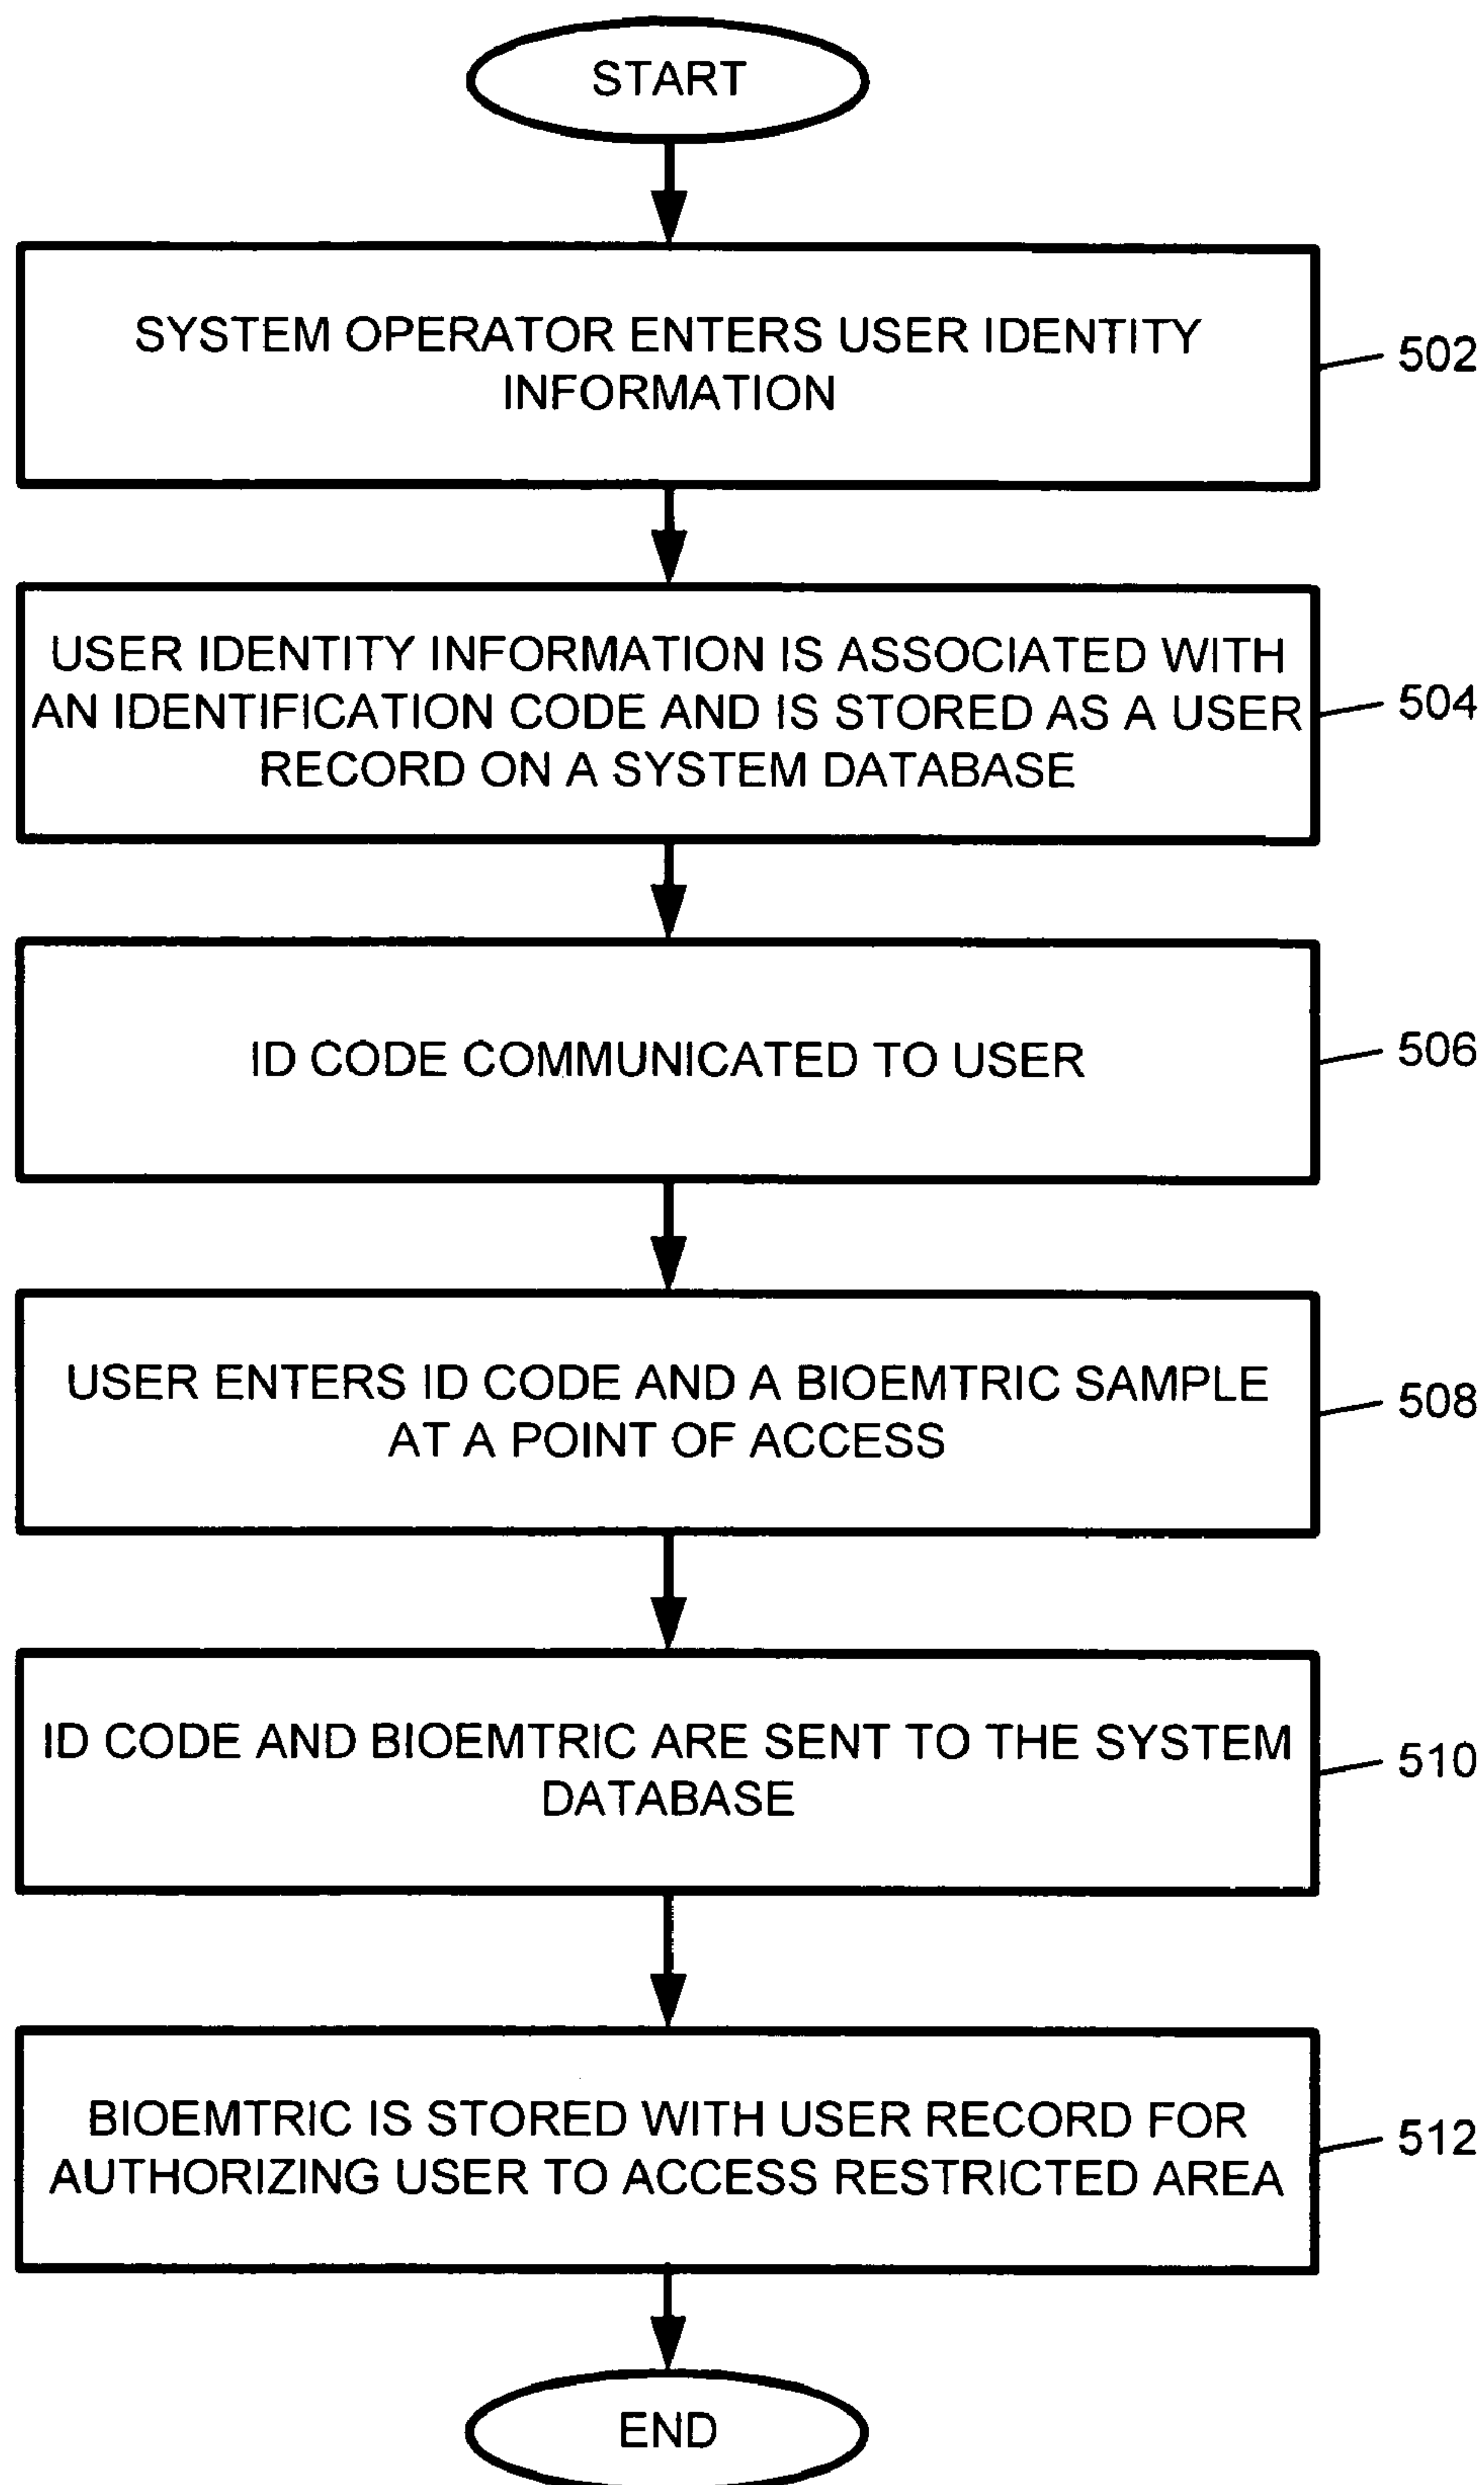 START
SYSTEM OPERATOR ENTERS USER IDENTITY
INFORMATION
502
USER IDENTITY INFORMATION IS ASSOCIATED WITH
AN IDENTIFICATION CODE AND IS STORED AS A USER
RECORD ON A SYSTEM DATABASE
504
ID CODE COMMUNICATED TO USER
506
USER ENTERS ID CODE AND A BIOEMTRIC SAMPLE
AT A POINT OF ACCESS
508
ID CODE AND BIOEMTRIC ARE SENT TO THE SYSTEM
DATABASE
510
BIOEMTRIC IS STORED WITH USER RECORD FOR
AUTHORIZING USER TO ACCESS RESTRICTED AREA
512
END